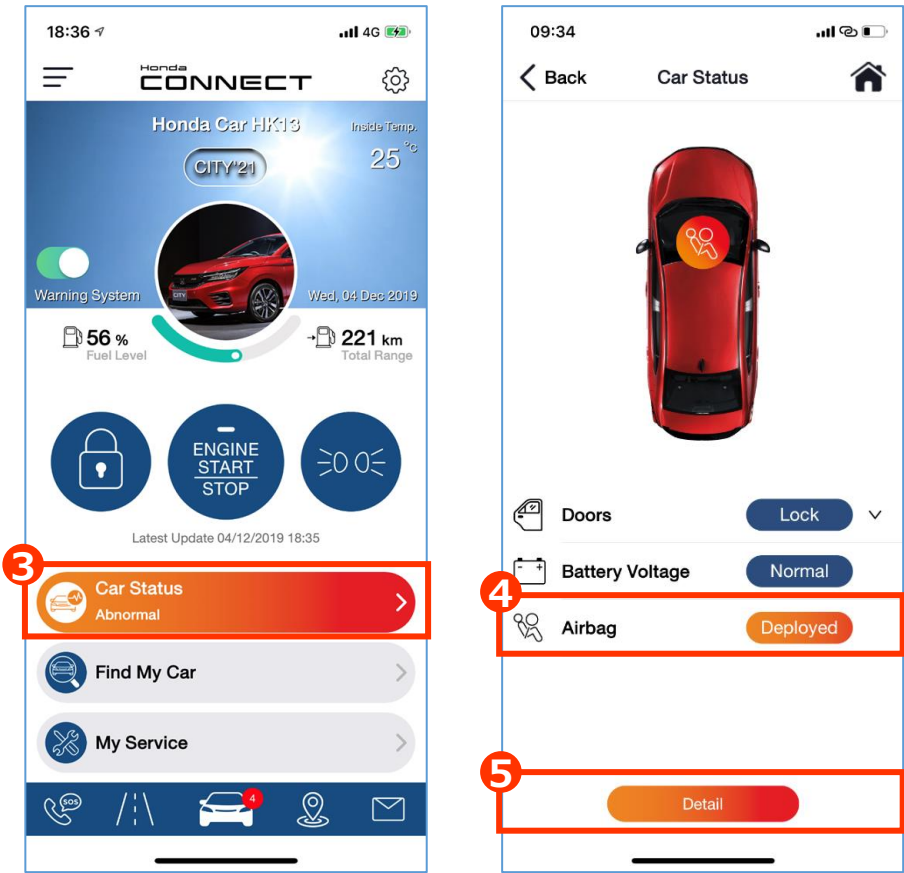 18:36
4G
Honda
CONNECT
Honda Car HK13
Inside Temp.
25 °C
CITY'21
CITY
Warning System
Wed, 04 Dec 2019
56 %
Fuel Level
221 km
Total Range
ENGINE
START
STOP
Latest Update 04/12/2019 18:35
3
Car Status
Abnormal
Find My Car
My Service
SOS
4
09:34
Back
Car Status
Doors
Lock
Battery Voltage
Normal
4
Airbag
Deployed
5
Detail